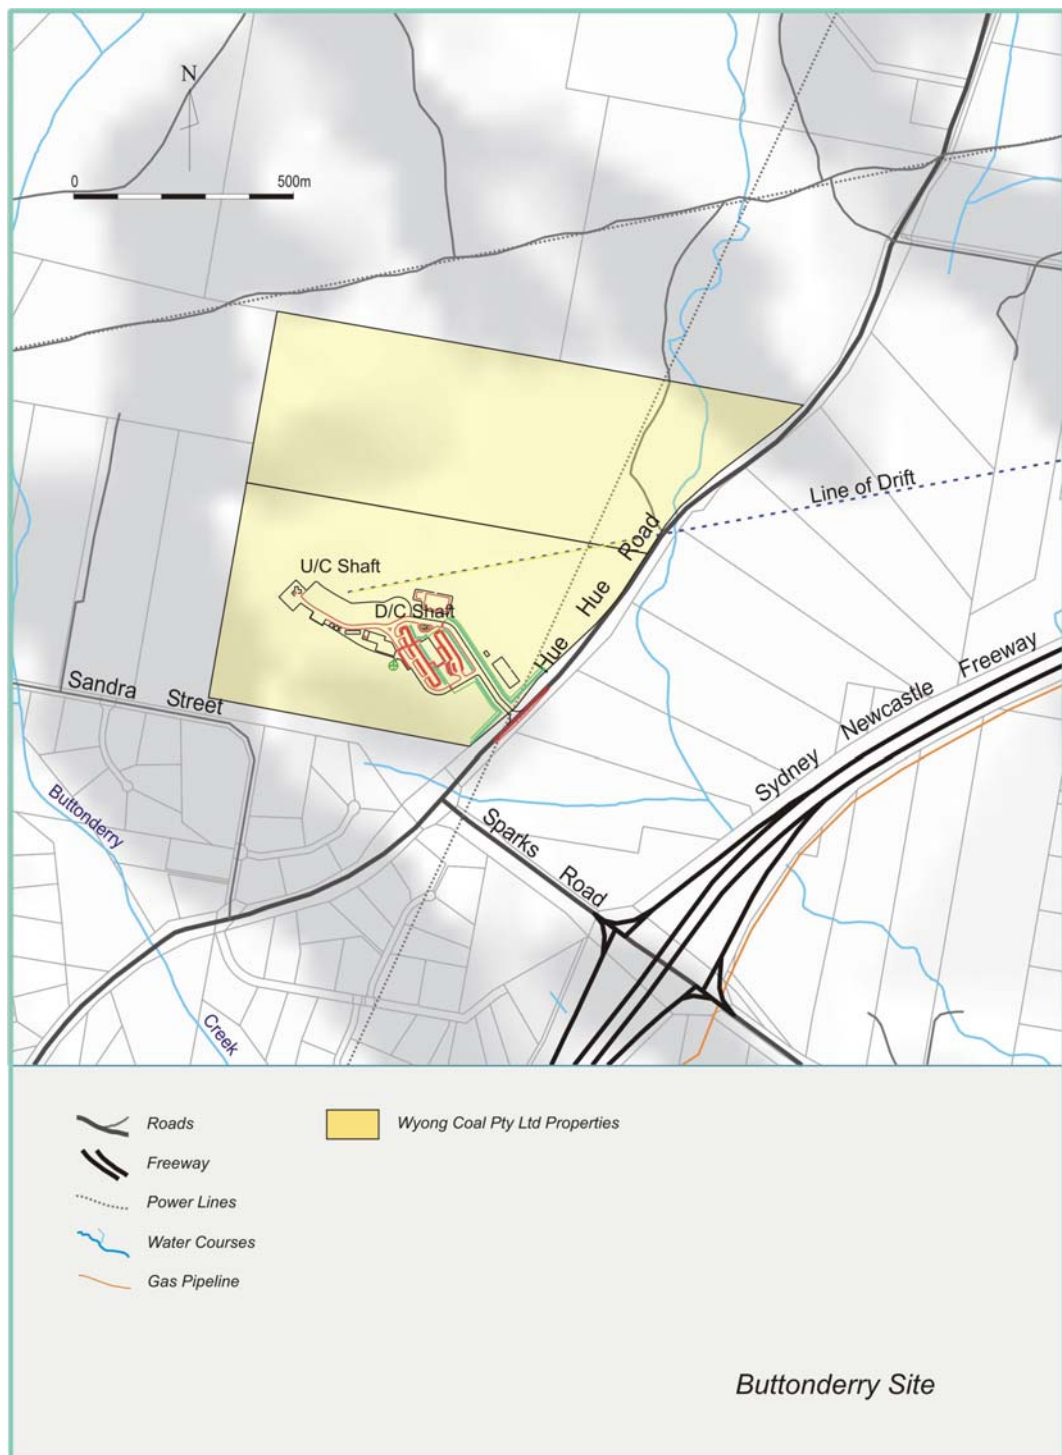 N
0 500m
Line of Drift
U/C Shaft
D/C Shaft
Hue Road
Hue
Sandra Street
Sydney Newcastle Freeway
Buttonderry
Sparks Road
Creek
Roads
Wyong Coal Pty Ltd Properties
Freeway
Power Lines
Water Courses
Gas Pipeline
Buttonderry Site